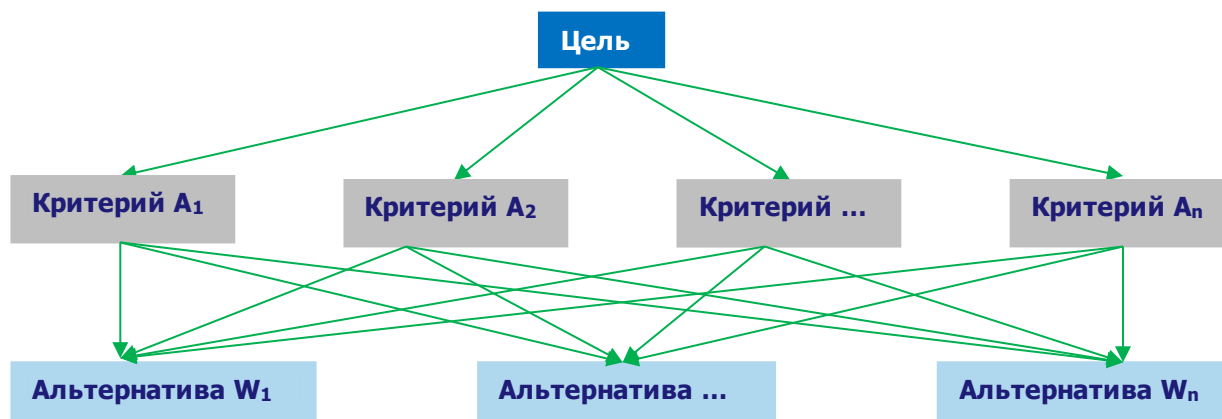 Цель
Критерий A₁
Критерий A₂
Критерий ...
Критерий Aₙ
Альтернатива W₁
Альтернатива ...
Альтернатива Wₙ